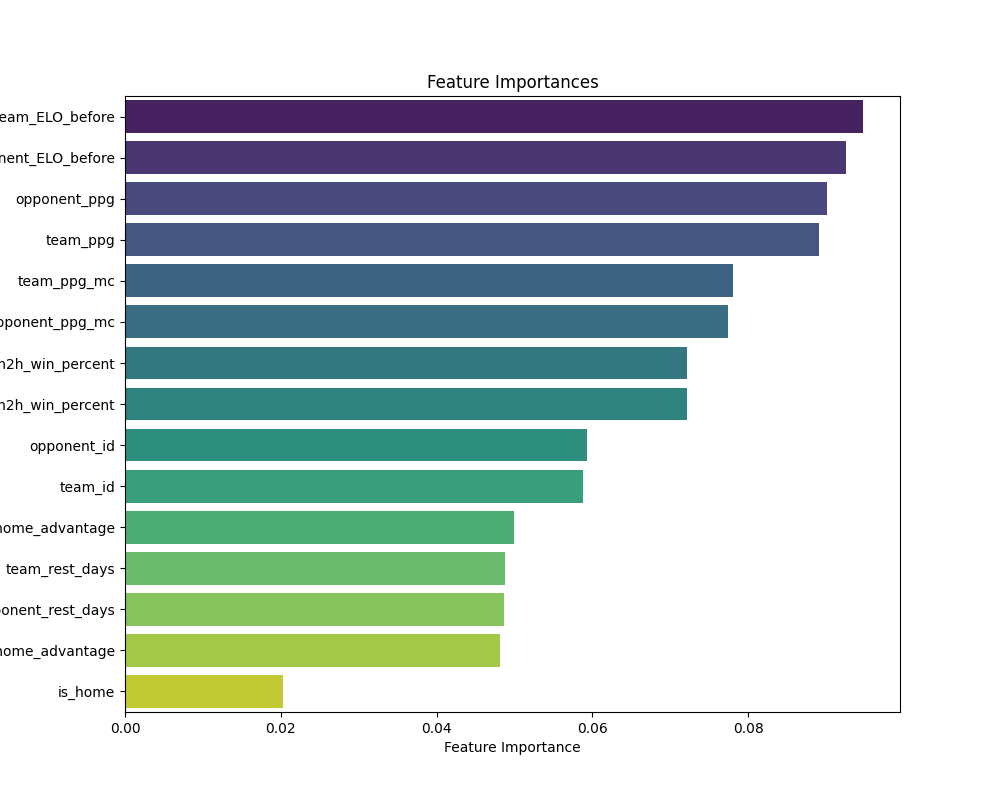 Feature Importances
eam_ELO_before
nent_ELO_before
opponent_ppg
team_ppg
team_ppg_mc
pponent_ppg_mc
h2h_win_percent
h2h_win_percent
opponent_id
team_id
home_advantage
team_rest_days
ponent_rest_days
home_advantage
is_home
0.00 0.02 0.04 0.06 0.08
Feature Importance